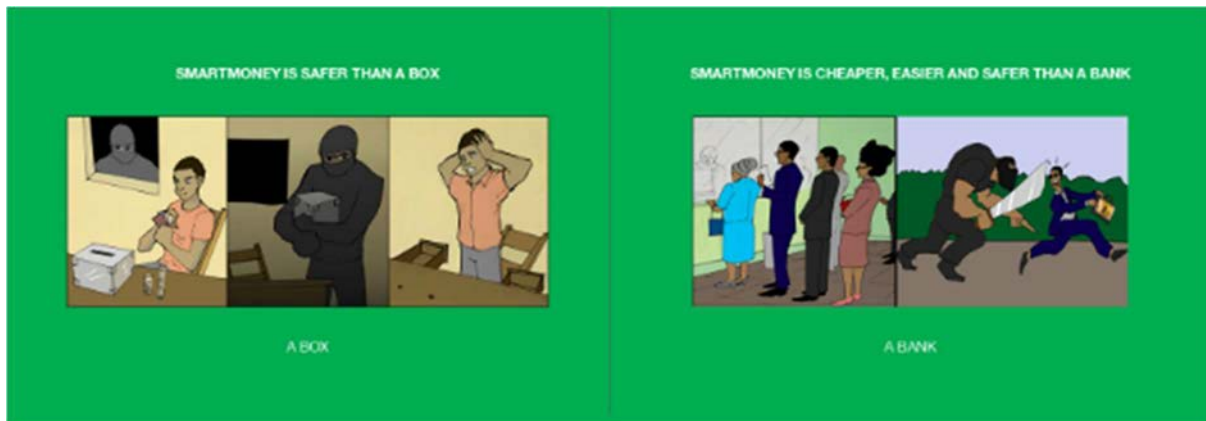 SMARTMONEY IS SAFER THAN A BOX
A BOX
SMARTMONEY IS CHEAPER, EASIER AND SAFER THAN A BANK
A BANK